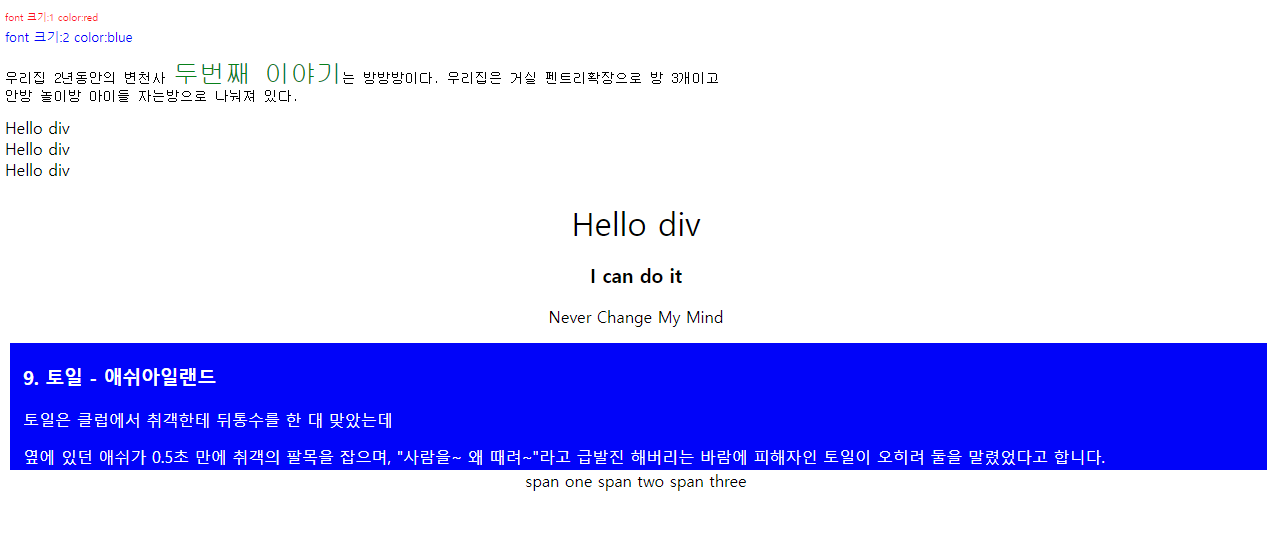 font 크기:1 color:red
font 크기:2 color:blue
우리집 2년동안의 변천사 두번째 이야기는 방방방이다. 우리집은 거실 펜트리확장으로 방 3개이고
안방 놀이방 아이들 자는방으로 나눠져 있다.
Hello div
Hello div
Hello div
Hello div
I can do it
Never Change My Mind
9. 토일 - 애쉬아일랜드
토일은 클럽에서 취객한테 뒤통수를 한 대 맞았는데
옆에 있던 애쉬가 0.5초 만에 취객의 팔목을 잡으며, "사람을~ 왜 때려~"라고 급발진 해버리는 바람에 피해자인 토일이 오히려 둘을 말렸었다고 합니다.
span one span two span three